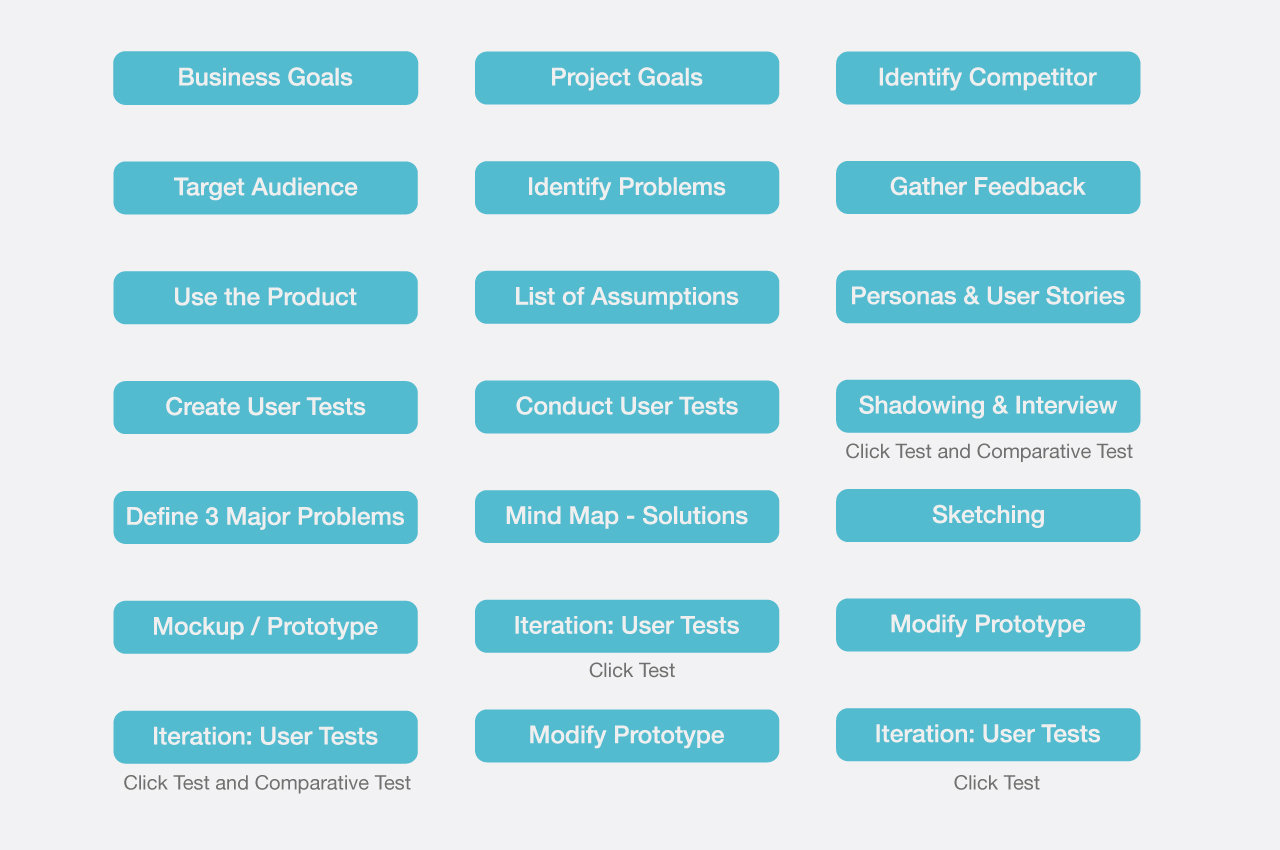 Business Goals
Project Goals
Identify Competitor
Target Audience
Identify Problems
Gather Feedback
Use the Product
List of Assumptions
Personas & User Stories
Create User Tests
Conduct User Tests
Shadowing & Interview
Click Test and Comparative Test
Define 3 Major Problems
Mind Map - Solutions
Sketching
Mockup / Prototype
Iteration: User Tests
Click Test
Modify Prototype
Iteration: User Tests
Click Test and Comparative Test
Modify Prototype
Iteration: User Tests
Click Test